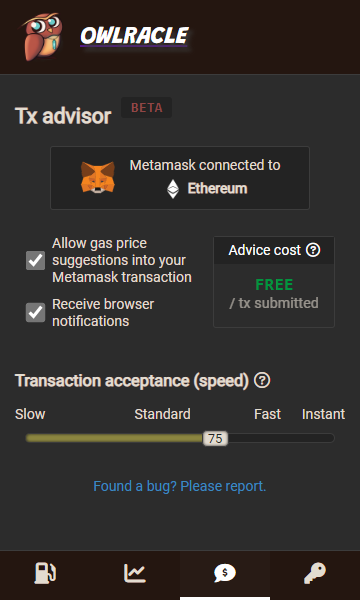 OWLRACLE
Tx advisor BETA
Metamask connected to
Ethereum
Allow gas price
suggestions into your
Metamask transaction
Receive browser
notifications
Advice cost ?
FREE
/ tx submitted
Transaction acceptance (speed) ?
Slow Standard Fast Instant
75
Found a bug? Please report.
$